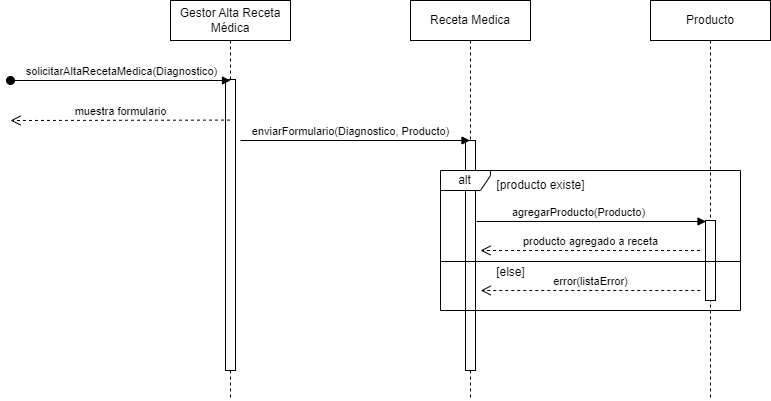 Gestor Alta Receta
Médica
Receta Medica
Producto
solicitarAltaRecetaMedica(Diagnostico)
muestra formulario
enviarFormulario(Diagnostico, Producto)
alt
[producto existe]
agregarProducto(Producto)
producto agregado a receta
[else]
error(listaError)